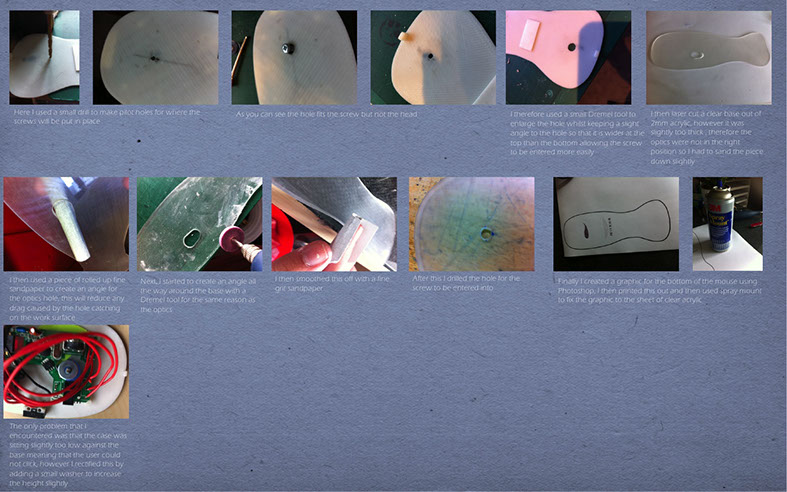 Here I used a small drill to make pilot holes for where the
screw I will be put in place
As you can see the hole fits the screw but not the head
I therefore used a small Dremel tool to
enlarge the hole whilst keeping a slight
angle to the hole so that it is wider at the
top than the bottom allowing the screw
to be entered more easily
I then laser cut a clear base out of
2mm acrylic, however it was
slightly too thick , therefore the
optics were not in the right
position so I had to sand the piece
down slightly
I then used a piece of rolled up fine
sandpaper to create an angle for
the optics hole, this will reduce any
drag caused by the hole catching
on the work surface
Next, I started to create an angle all
the way around the base with a
Dremel tool for the same reason as
the optics
I then smoothed this off with a fine
grit sandpaper
After this I drilled the hole for the
screw to be entered into
Finally I created a graphic for the bottom of the mouse using
Photoshop, I then printed this out and then used spray mount
to fix the graphic to the sheet of clear acrylic
The only problem that I
encountered was that the case was
sitting slightly too low against the
base meaning that the user could
not click, however I rectified this by
adding a small washer to increase
the height slightly